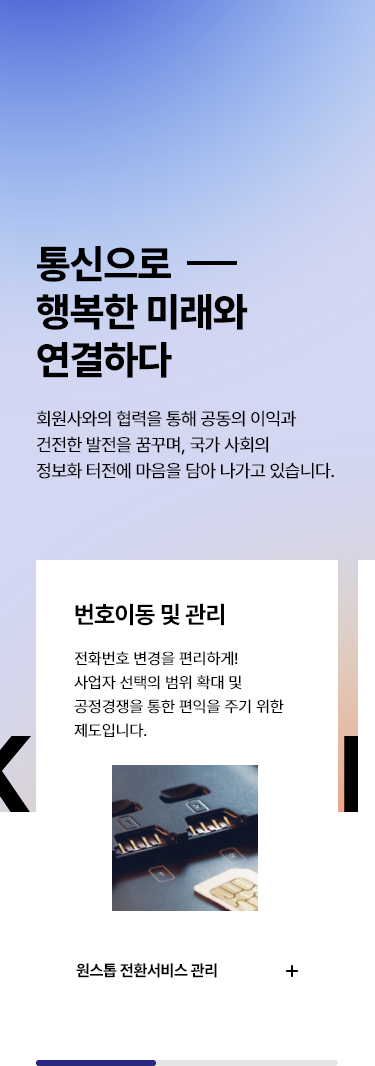 통신으로
행복한 미래와
연결하다
회원사와의 협력을 통해 공동의 이익과
건전한 발전을 꿈꾸며, 국가 사회의
정보화 터전에 마음을 담아 나가고 있습니다.
번호이동 및 관리
전화번호 변경을 편리하게!
사업자 선택의 범위 확대 및
공정경쟁을 통한 편익을 주기 위한
제도입니다.
1
2
1
2
원스톱 전환서비스 관리